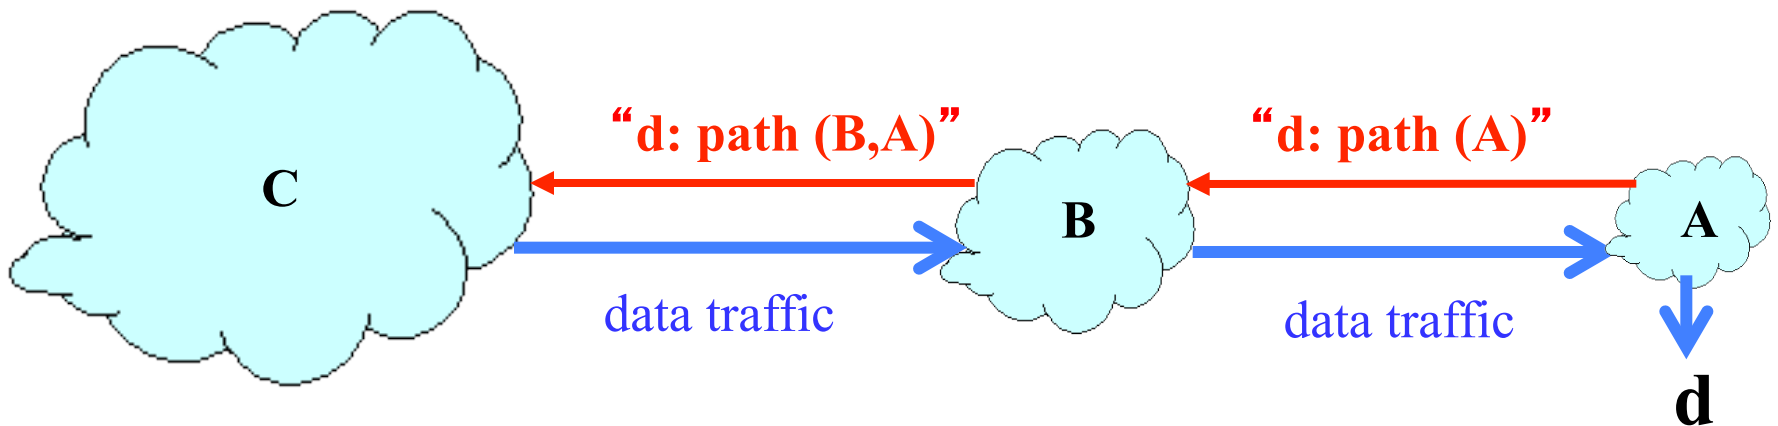 “d: path (B,A)”
“d: path (A)”
C
B
A
data traffic
data traffic
d